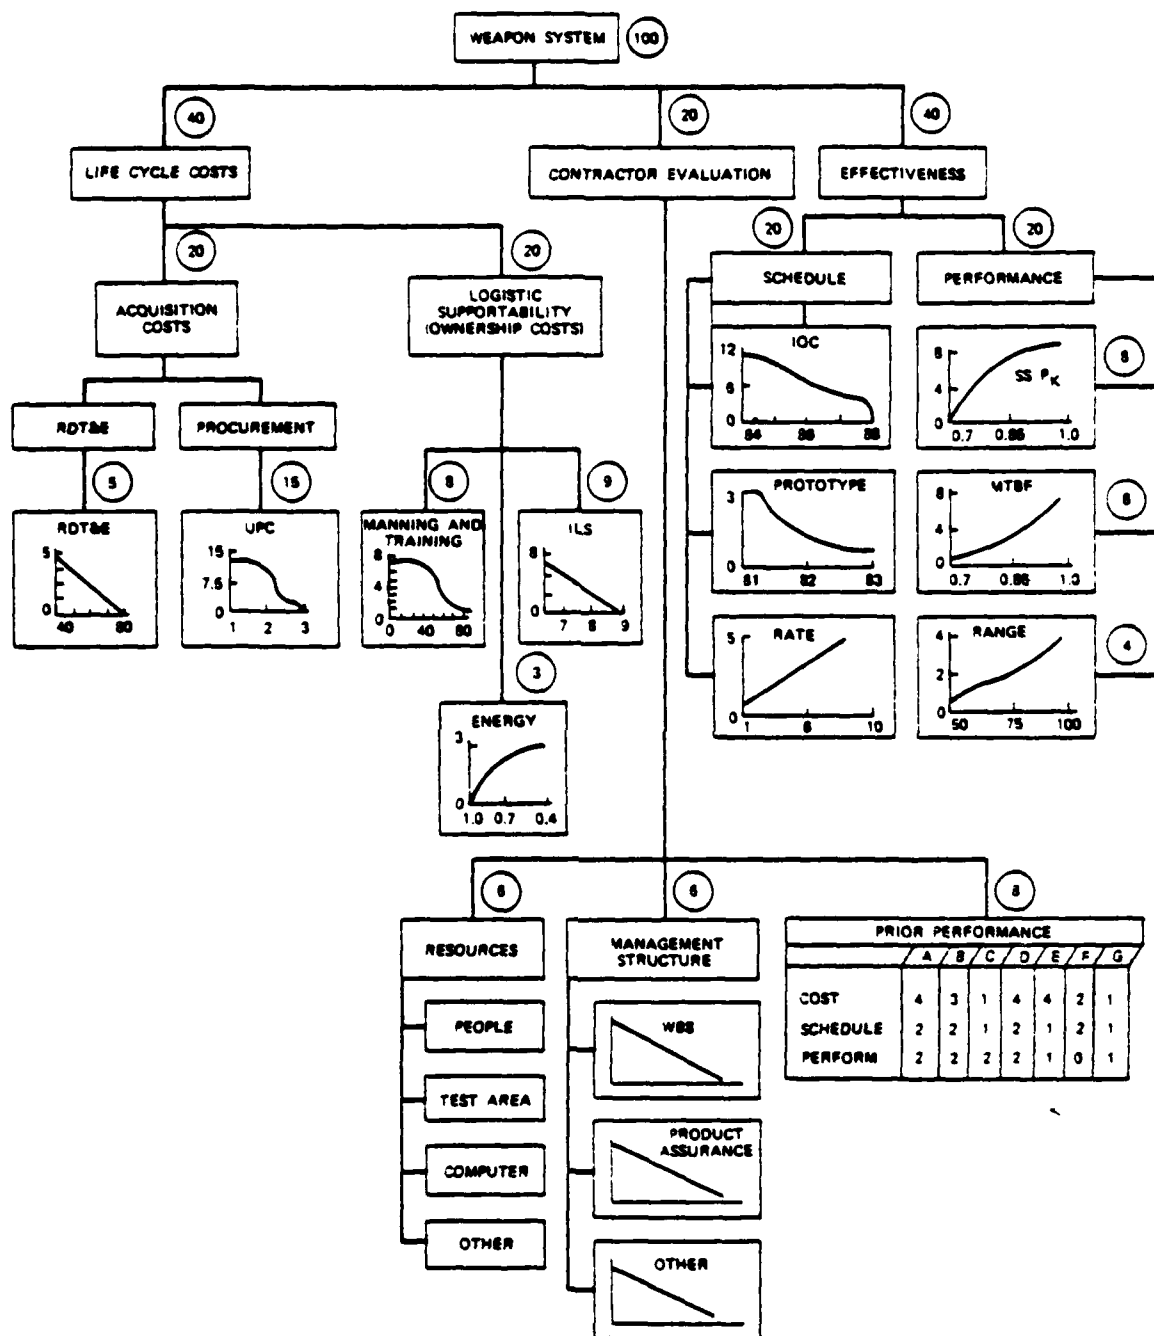 WEAPON SYSTEM 100
40 20 40
LIFE CYCLE COSTS
CONTRACTOR EVALUATION
EFFECTIVENESS
20 20
20 20
ACQUISITION
COSTS
LOGISTIC
SUPPORTABILITY
(OWNERSHIP COSTS)
SCHEDULE
PERFORMANCE
RDT&E
PROCUREMENT
IOC
12
6
0
84 86 88
SS PK
8
4
0
0.7 0.85 1.0
5
15
8
9
RDT&E
5
0
40 80
UPC
15
7.5
0
1 2 3
MANNING AND
TRAINING
8
4
0
0 40 80
ILS
8
0
7 8 9
PROTOTYPE
3
0
81 82 83
MTBF
8
4
0
0.7 0.85 1.0
RATE
5
0
1 6 10
RANGE
4
2
0
50 75 100
4
3
ENERGY
3
0
1.0 0.7 0.4
6 6 8
RESOURCES
PEOPLE
TEST AREA
COMPUTER
OTHER
MANAGEMENT
STRUCTURE
WBS
PRODUCT
ASSURANCE
OTHER
PRIOR PERFORMANCE
A B C D E F G
COST 4 3 1 4 4 2 1
SCHEDULE 2 2 1 2 1 2 1
PERFORM 2 2 2 2 1 0 1